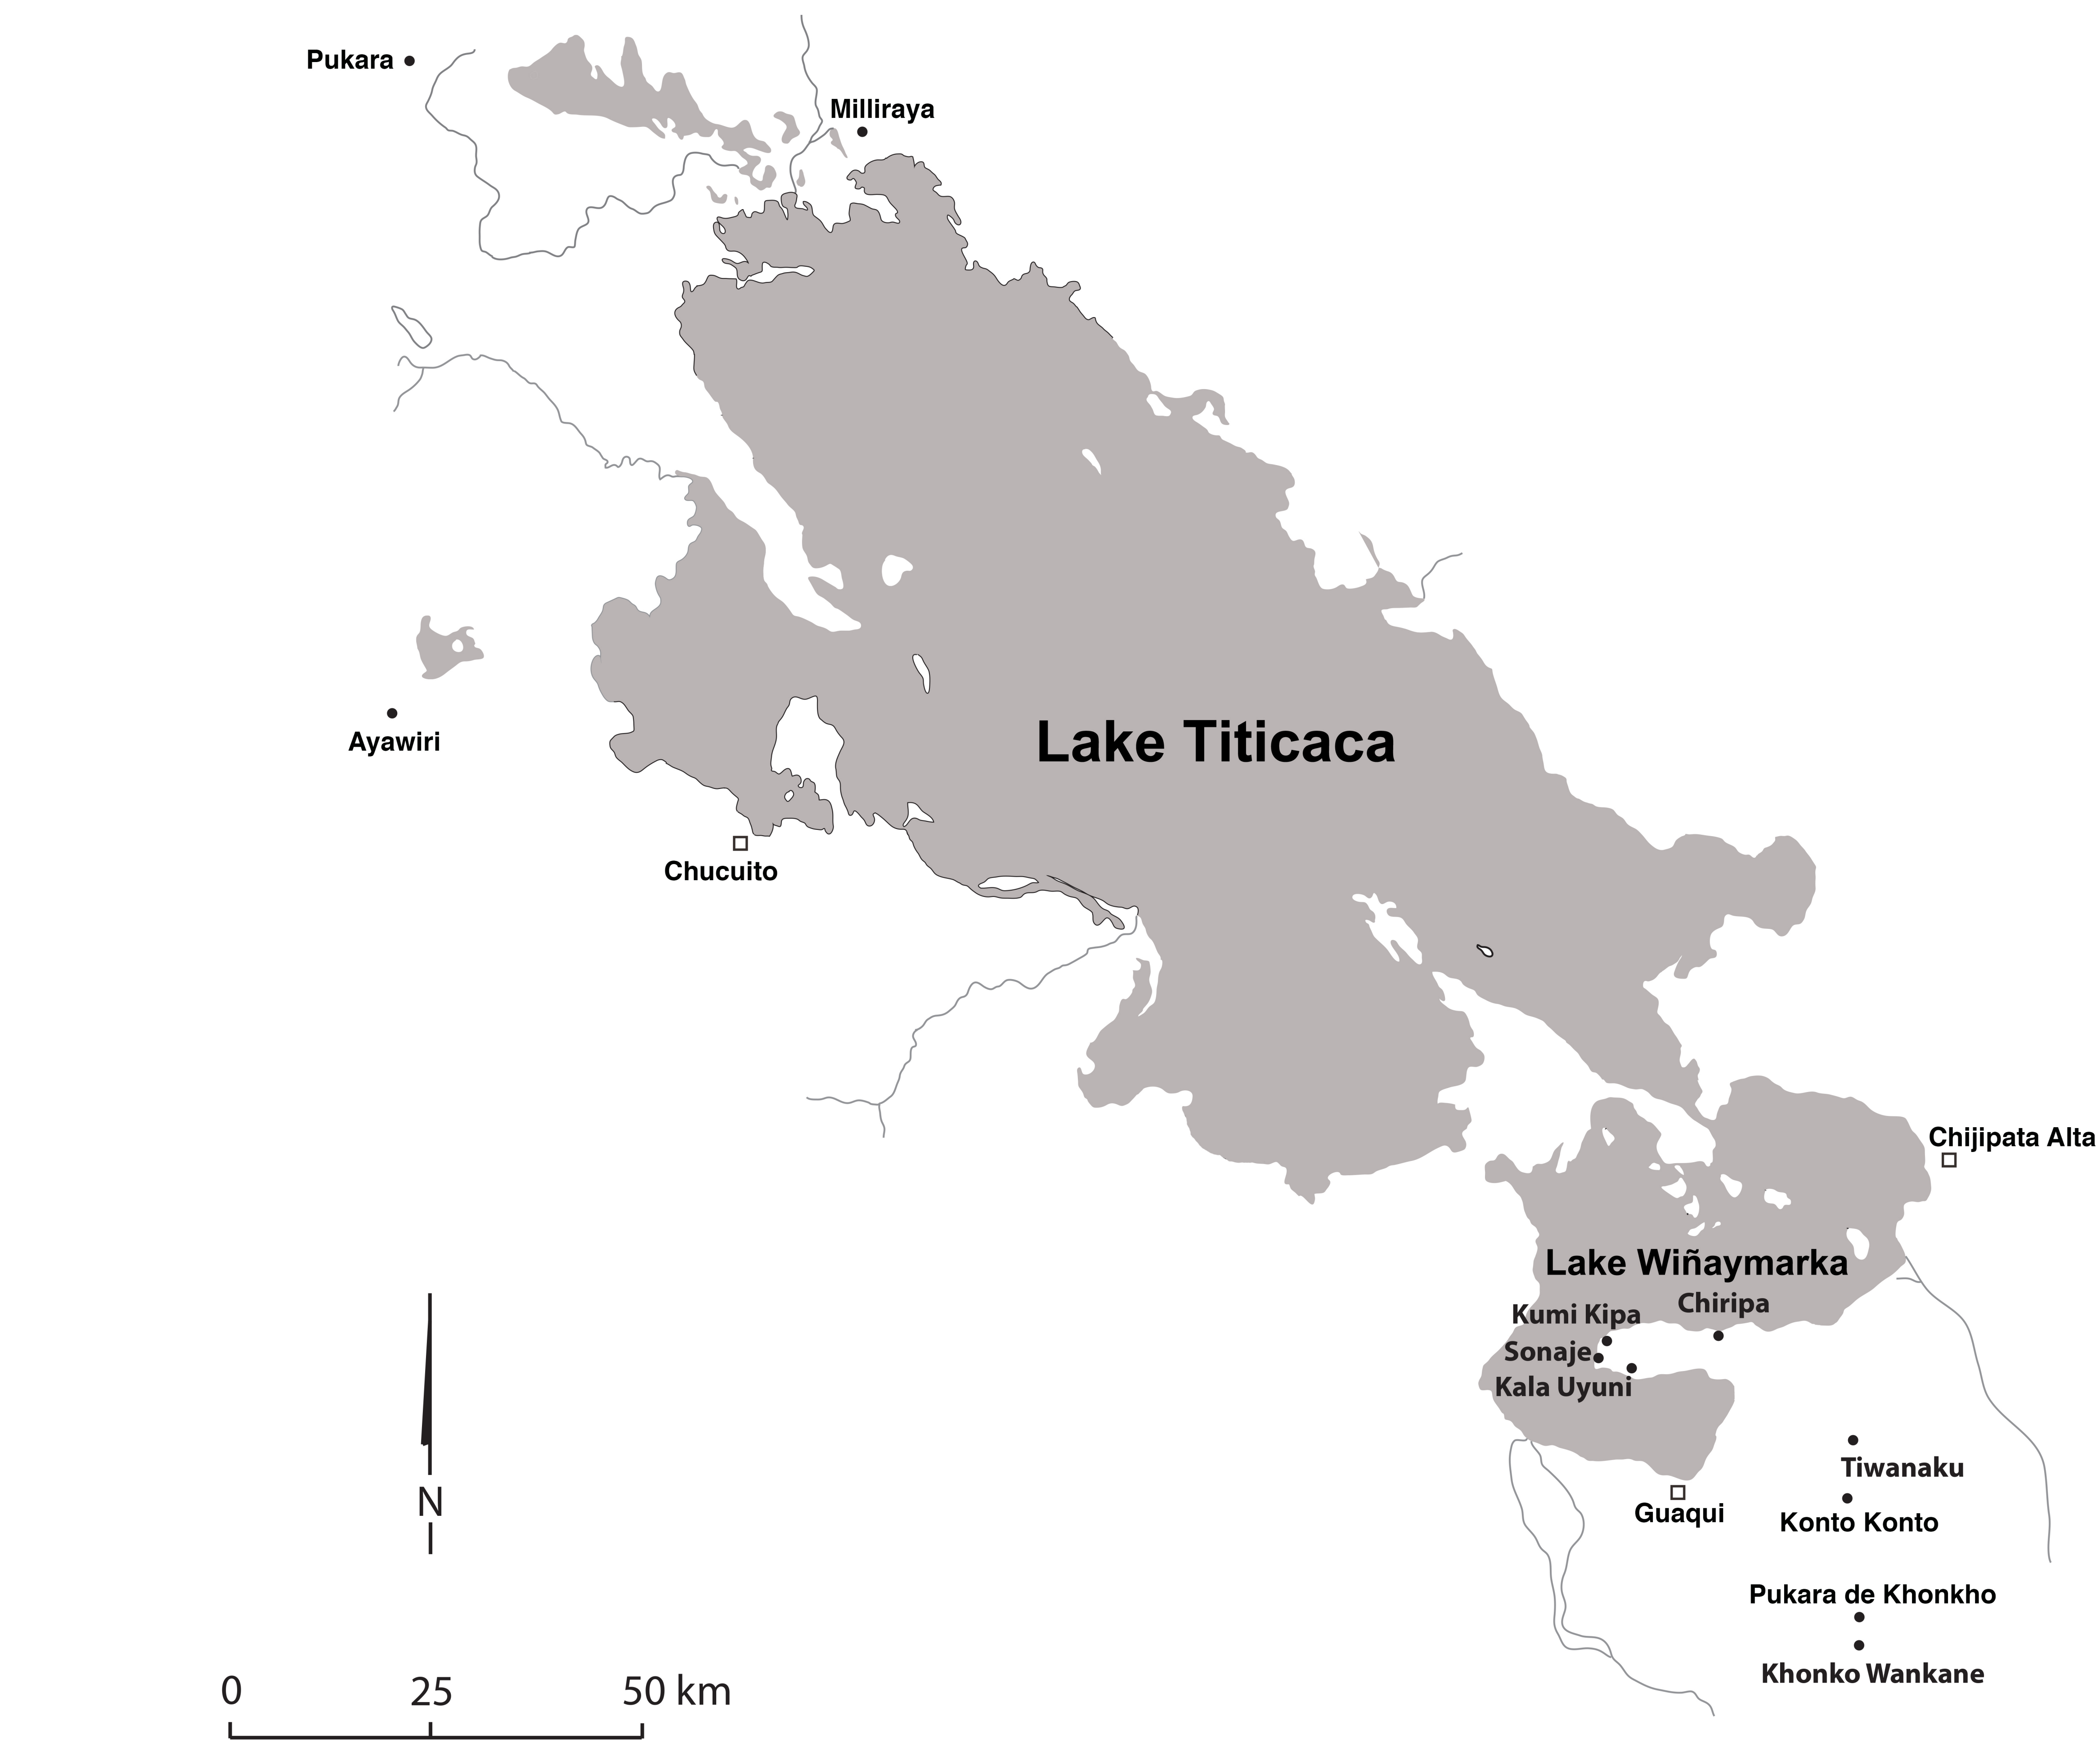 Pukara
Milliraya
Ayawiri
Lake Titicaca
Chucuito
Chijipata Alta
Lake Wiñaymarka
Chiripa
Kumi Kipa
Sonaje
Kala Uyuni
Tiwanaku
Guaqui
Konto Konto
N
Pukara de Khonkho
Khonko Wankane
0 25 50 km